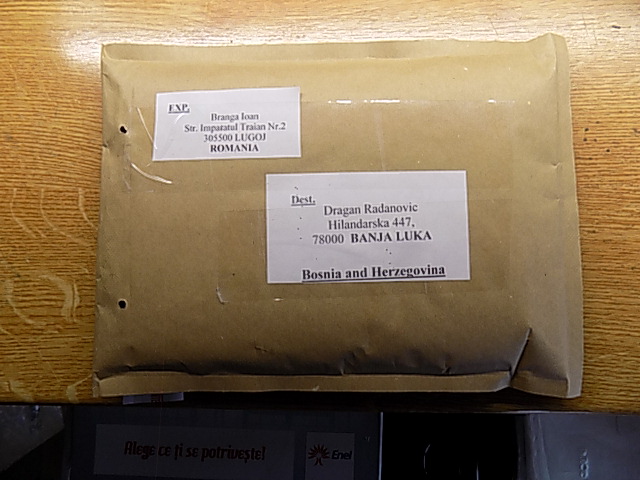 EXP.
Branga Ioan
Str. Imparatul Traian Nr.2
305500 LUGOJ
ROMANIA
Dest.
Dragan Radanovic
Hilandarska 447,
78000 BANJA LUKA
Bosnia and Herzegovina
Alege ce ți se potrivește!
Enel